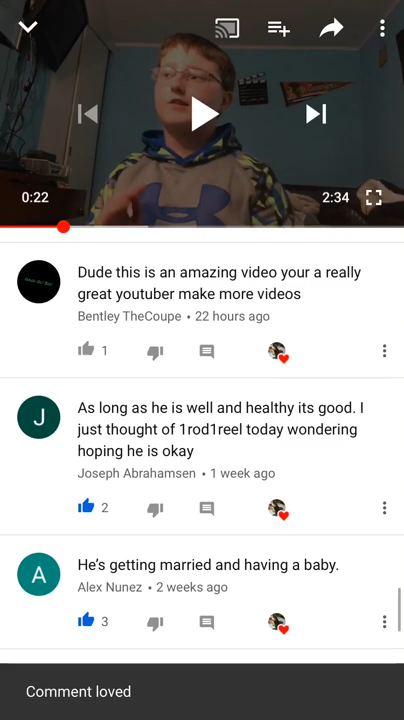 0:22
2:34
Dude this is an amazing video your a really
great youtuber make more videos
Bentley TheCoupe • 22 hours ago
1
J
As long as he is well and healthy its good. I
just thought of 1rod1reel today wondering
hoping he is okay
Joseph Abrahamsen • 1 week ago
2
A
He's getting married and having a baby.
Alex Nunez • 2 weeks ago
3
Comment loved